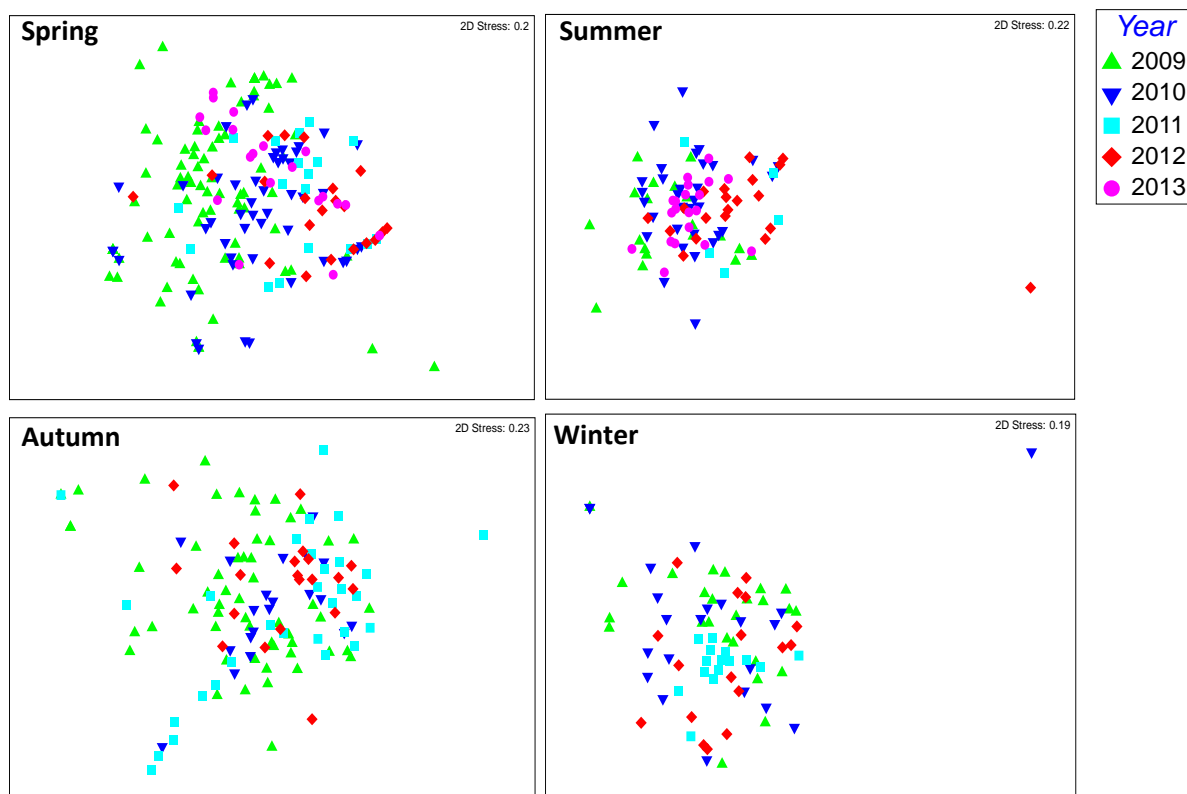 Spring
2D Stress: 0.2
Summer
2D Stress: 0.22
Year
2009
2010
2011
2012
2013
Autumn
2D Stress: 0.23
Winter
2D Stress: 0.19